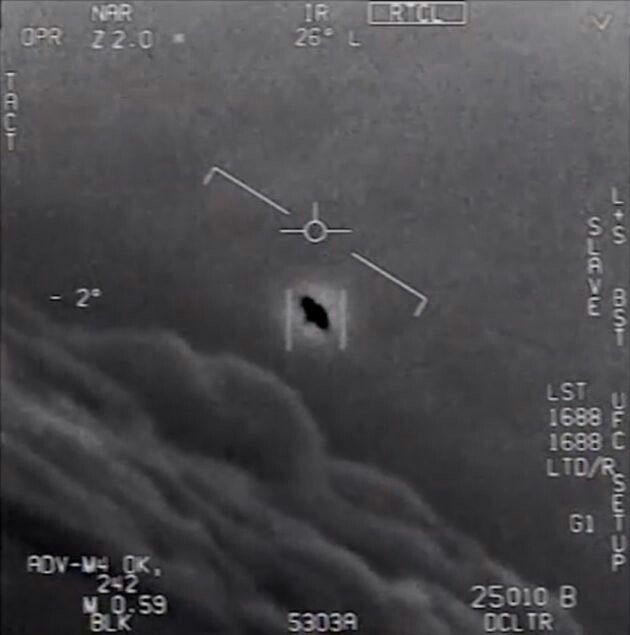 NAR IR RTCL
OPR Z2.0 * 26° L
TACT
L+S BST
SLAVE
- 2°
LST
1688
1688
LTD/R
UFC
SETUP
G1
ADV-M4 OK,
242
M 0.59
BLK
5303A
25010 B
DCLTR